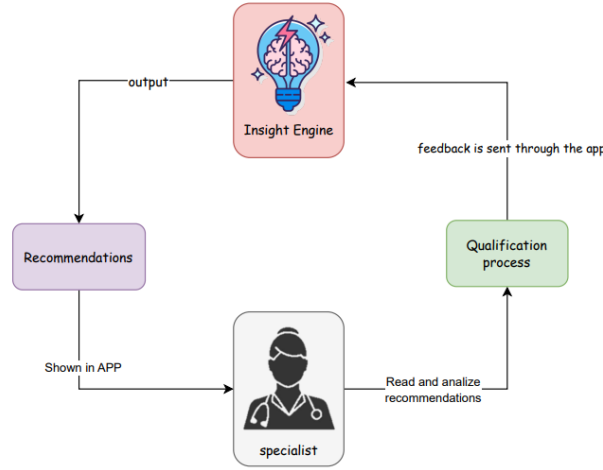 output
Insight Engine
feedback is sent through the app
Recommendations
Qualification
process
Shown in APP
Read and analize
recommendations
specialist